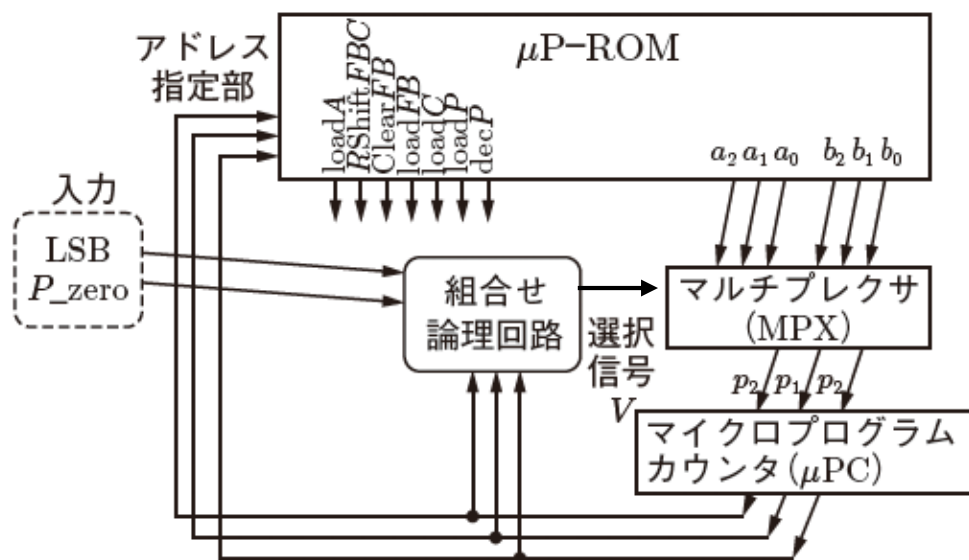 アドレス
指定部
μP-ROM
loadA
RShiftFBC
ClearFB
loadFB
loadC
loadP
decP
a₂ a₁ a₀ b₂ b₁ b₀
入力
LSB
P_zero
組合せ
論理回路
選択
信号
V
マルチプレクサ
(MPX)
p₂ p₁ p₂
マイクロプログラム
カウンタ(μPC)